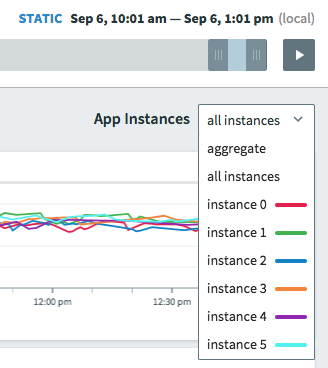 STATIC Sep 6, 10:01 am — Sep 6, 1:01 pm (local)
App Instances all instances
aggregate
all instances
instance 0
instance 1
instance 2
instance 3
instance 4
instance 5
12:00 pm 12:30 pm